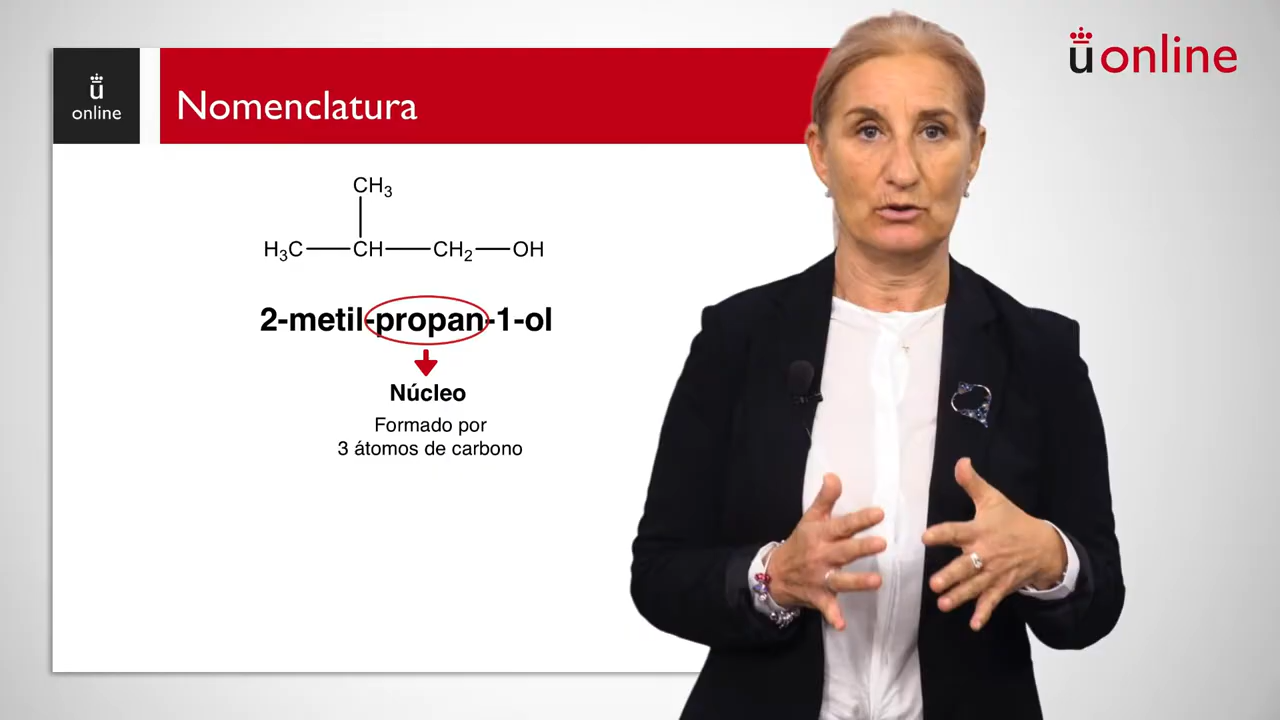 ü online
ü
online
Nomenclatura
CH3
H3C CH CH2 OH
2-metil-propan-1-ol
Núcleo
Formado por
3 átomos de carbono